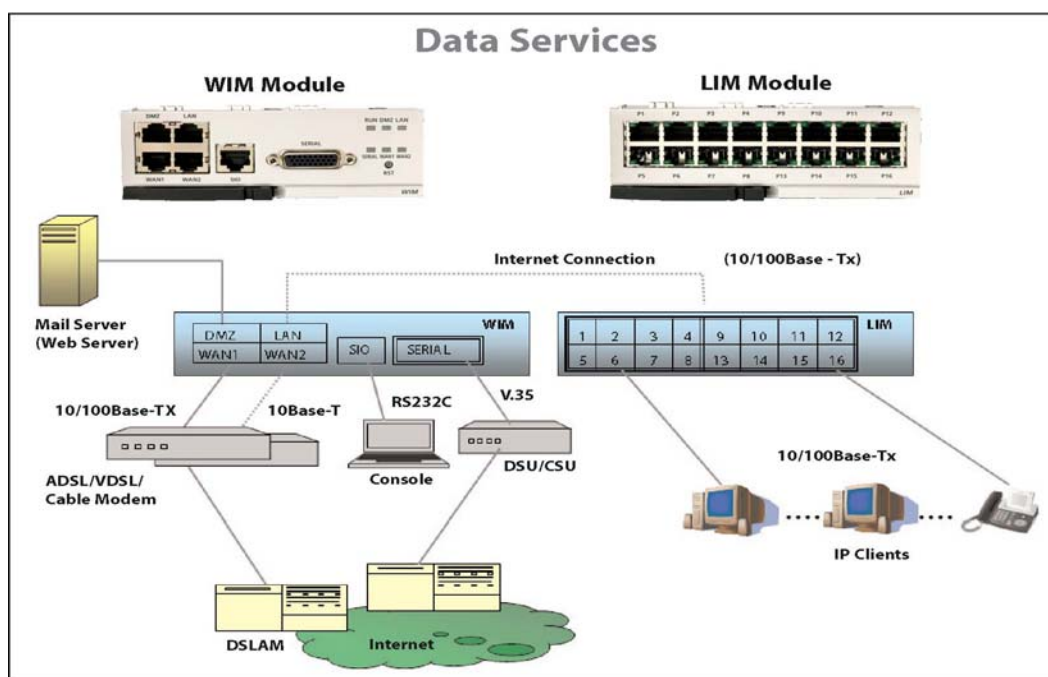 Data Services
WIM Module
LIM Module
DMZ LAN
RUN DMZ LAN
SERIAL
SERIAL WAN1 WAN2
RST
WAN1 WAN2 SIO
WIM
P1 P2 P3 P4 P9 P10 P11 P12
P5 P6 P7 P8 P13 P14 P15 P16
LIM
Internet Connection
(10/100Base - Tx)
Mail Server
(Web Server)
WIM
DMZ LAN
WAN1 WAN2
SIO
SERIAL
LIM
1 2 3 4 9 10 11 12
5 6 7 8 13 14 15 16
10/100Base-TX
10Base-T
RS232C
V.35
ADSL/VDSL/
Cable Modem
Console
DSU/CSU
10/100Base-Tx
IP Clients
DSLAM
Internet